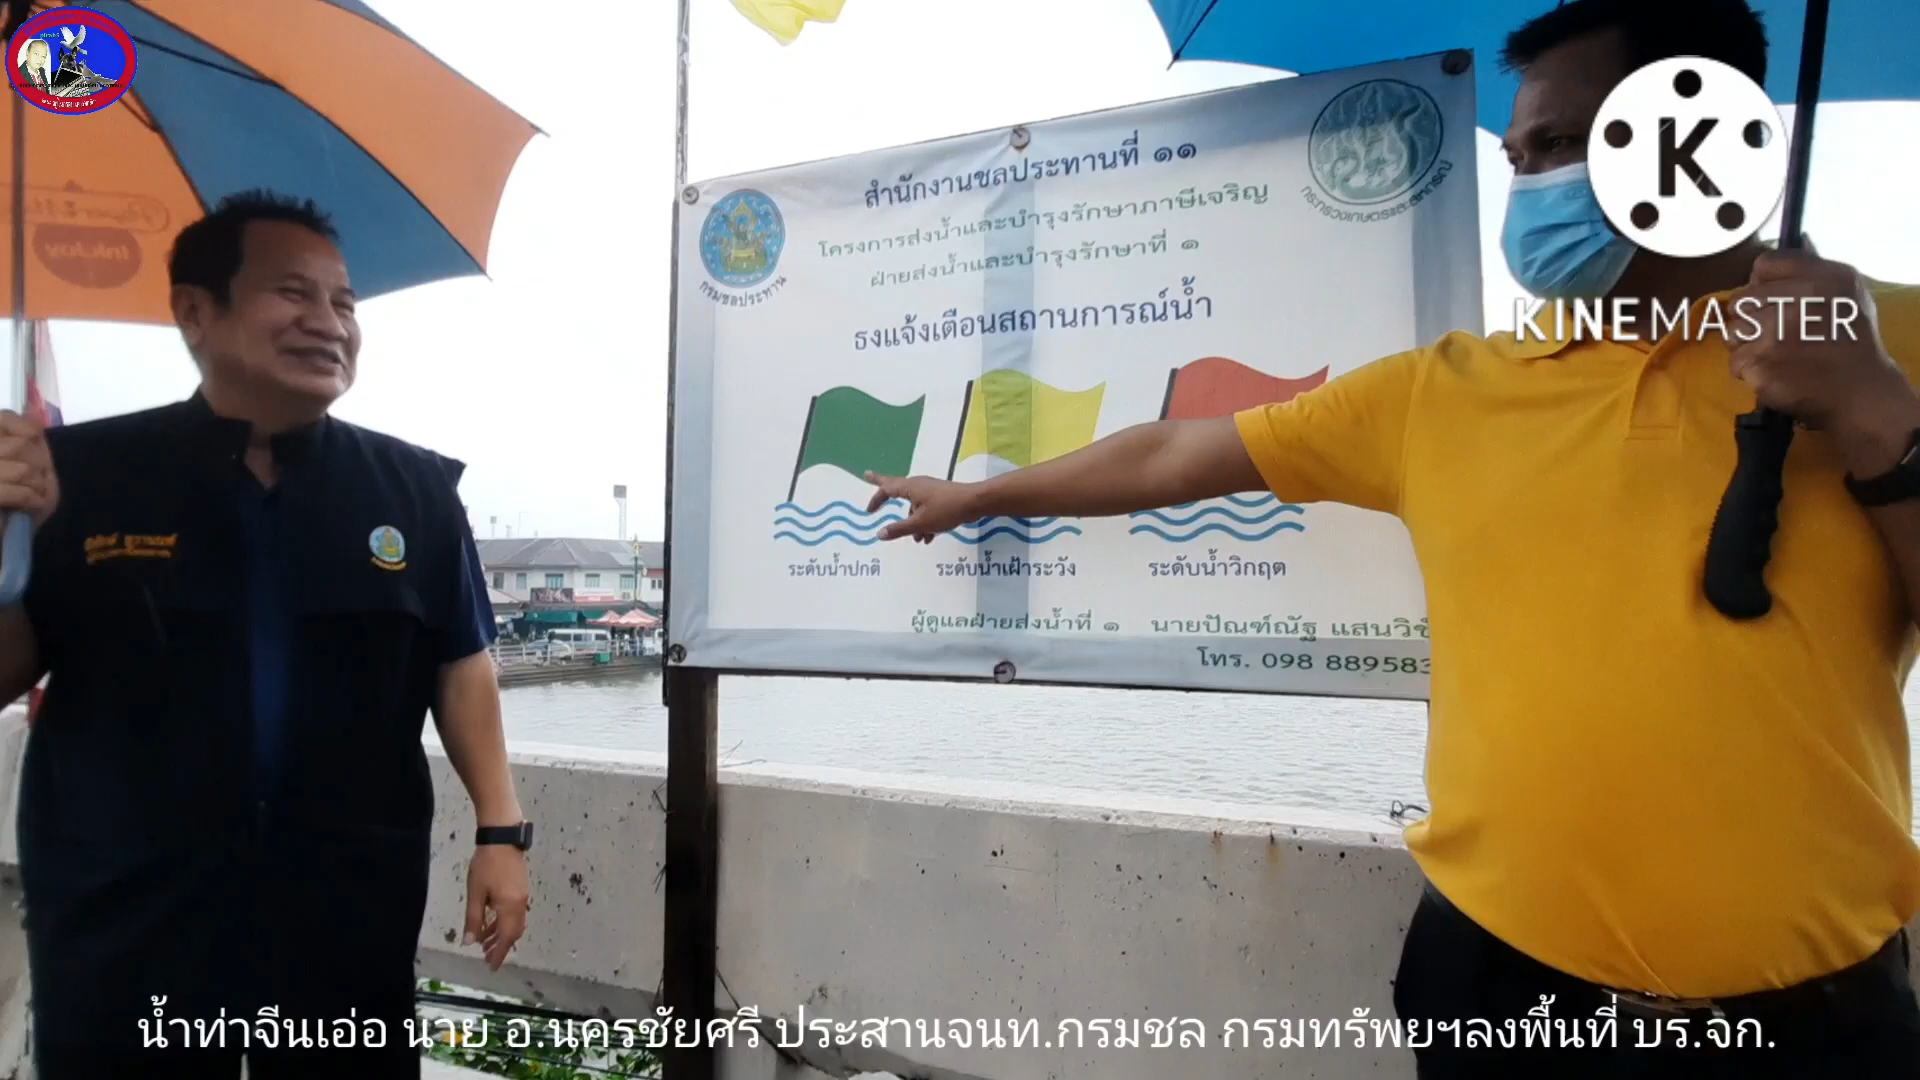 สำนักงานชลประทานที่ ๑๑
โครงการส่งน้ำและบำรุงรักษาภาษีเจริญ
ฝ่ายส่งน้ำและบำรุงรักษาที่ ๑
กรมชลประทาน
กระทรวงเกษตรและสหกรณ์
ธงแจ้งเตือนสถานการณ์น้ำ
ระดับน้ำปกติ
ระดับน้ำเฝ้าระวัง
ระดับน้ำวิกฤต
ผู้ดูแลฝ่ายส่งน้ำที่ ๑ นายปัณฑ์ณัฐ แสนวิ
โทร. 098 889583
K
KINEMASTER
InkJoy
น้ำท่าจีนเอ่อ นาย อ.นครชัยศรี ประสานจนท.กรมชล กรมทรัพยฯลงพื้นที่ บร.จก.